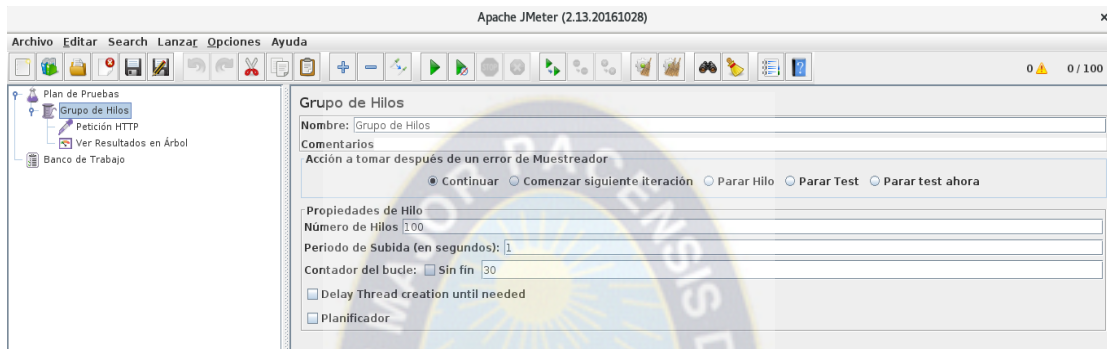 Apache JMeter (2.13.20161028)
Archivo Editar Search Lanzar Opciones Ayuda
0 0 / 100
Plan de Pruebas
Grupo de Hilos
Petición HTTP
Ver Resultados en Árbol
Banco de Trabajo
Grupo de Hilos
Nombre: Grupo de Hilos
Comentarios
Acción a tomar después de un error de Muestreador
Continuar Comenzar siguiente iteración Parar Hilo Parar Test Parar test ahora
Propiedades de Hilo
Número de Hilos 100
Periodo de Subida (en segundos): 1
Contador del bucle: Sin fín 30
Delay Thread creation until needed
Planificador
MAJOR PACENSIS D